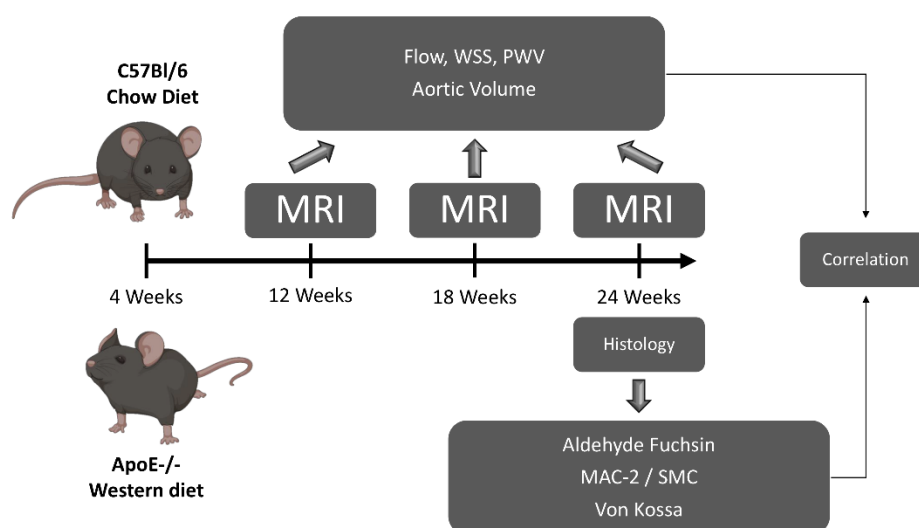 C57Bl/6
Chow Diet
Flow, WSS, PWV
Aortic Volume
MRI
MRI
MRI
4 Weeks
12 Weeks
18 Weeks
24 Weeks
Correlation
Histology
ApoE-/-
Western diet
Aldehyde Fuchsin
MAC-2 / SMC
Von Kossa